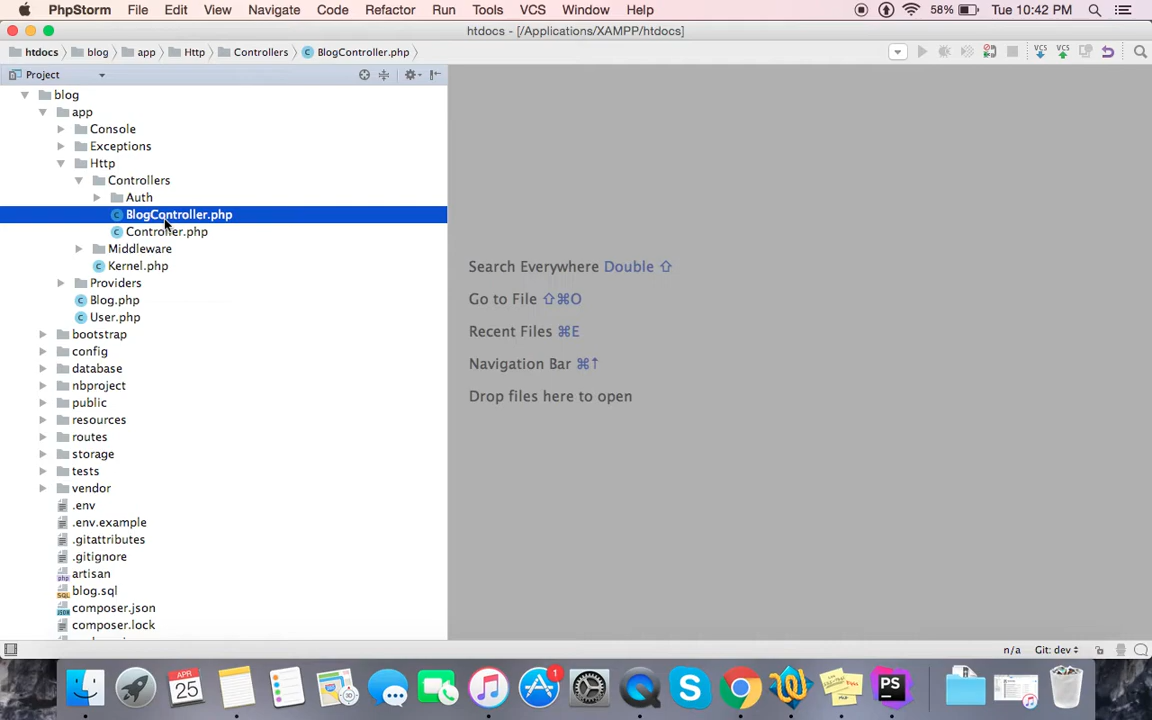 PhpStorm File Edit View Navigate Code Refactor Run Tools VCS Window Help 58% Tue 10:42 PM
htdocs - [/Applications/XAMPP/htdocs]
htdocs blog app Http Controllers BlogController.php VCS VCS
Project
blog
app
Console
Exceptions
Http
Controllers
Auth
BlogController.php
Controller.php
Middleware
Kernel.php
Providers
Blog.php
User.php
bootstrap
config
database
nbproject
public
resources
routes
storage
tests
vendor
.env
.env.example
.gitattributes
.gitignore
artisan
blog.sql
composer.json
composer.lock
Search Everywhere Double ⇧
Go to File ⇧⌘O
Recent Files ⌘E
Navigation Bar ⌘↑
Drop files here to open
n/a Git: dev
APR
25
1
PS